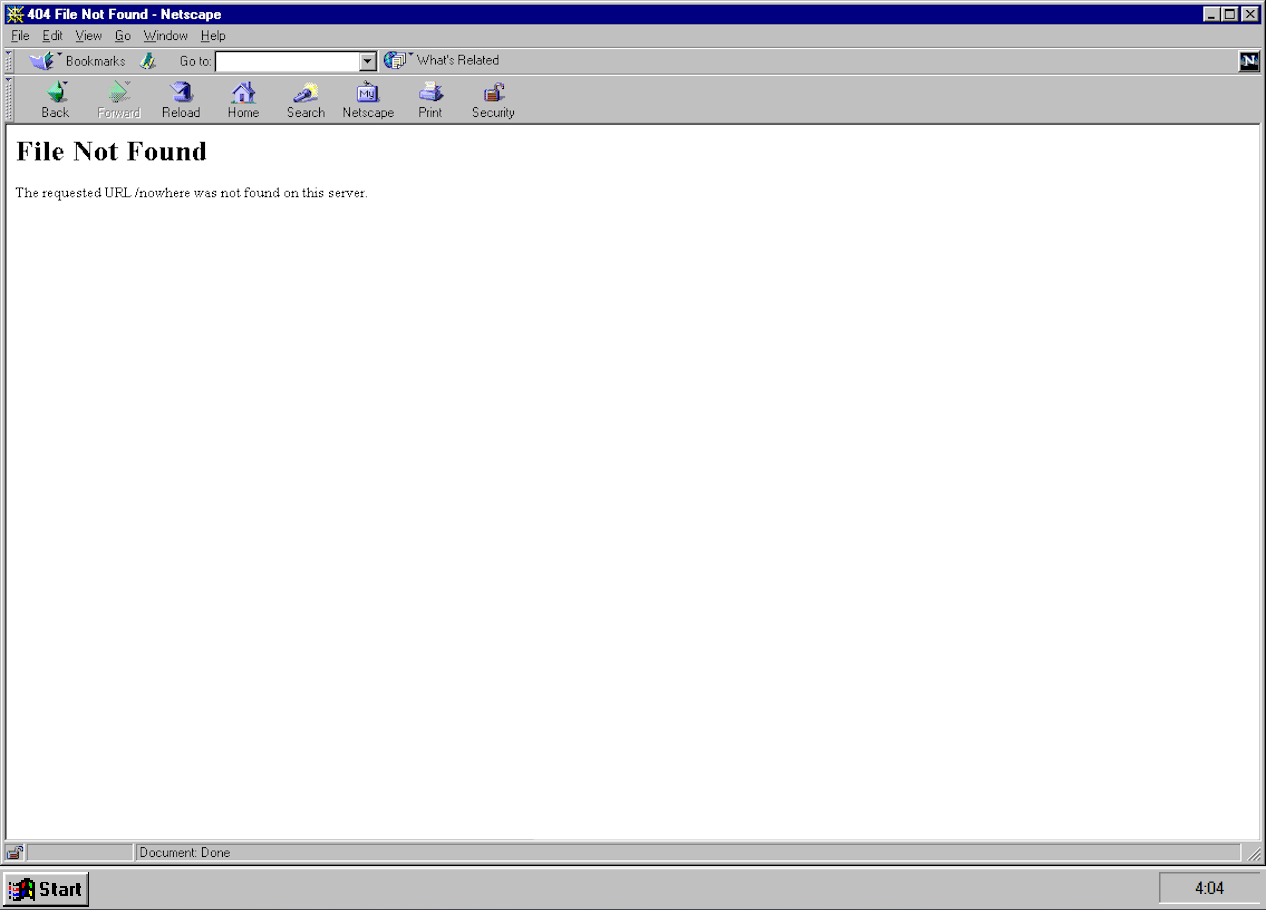 404 File Not Found - Netscape
File Edit View Go Window Help
Bookmarks Go to: What's Related N
My
Back Forward Reload Home Search Netscape Print Security
File Not Found
The requested URL /nowhere was not found on this server.
Document: Done
Start 4:04